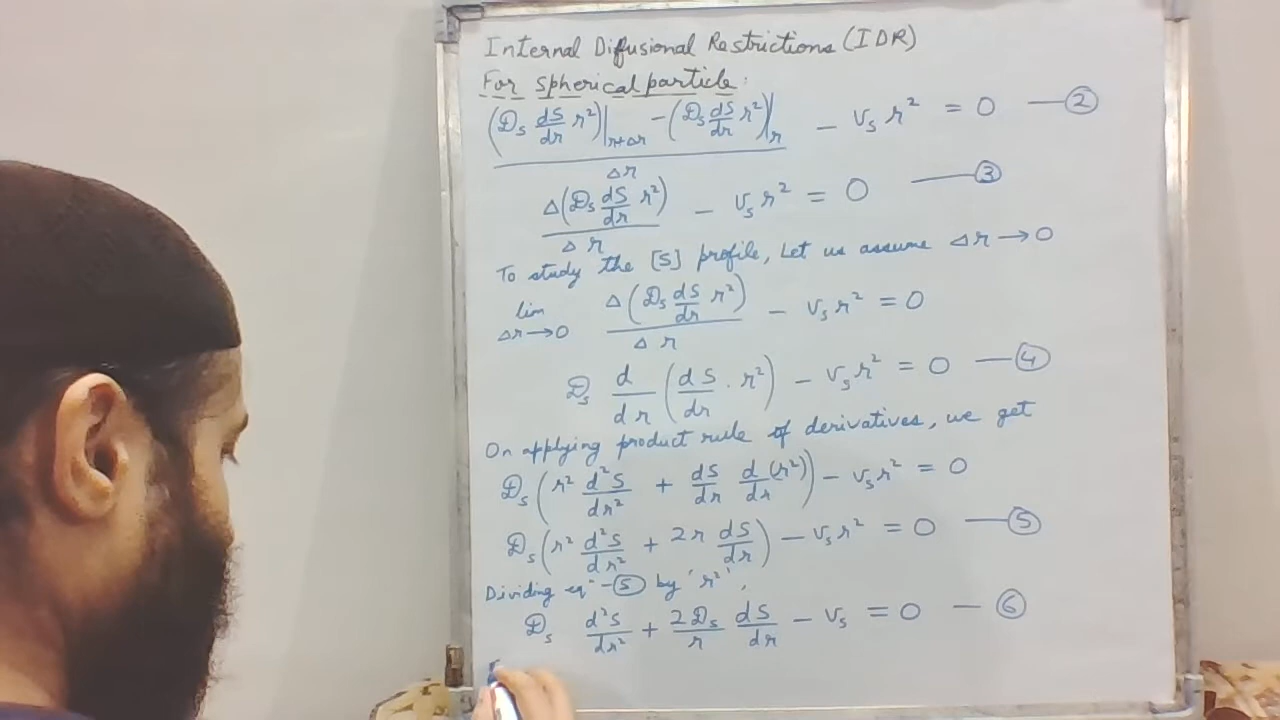 Internal Diffusional Restrictions (IDR)
For spherical particle:
((𝒟s dS/dr r²)|r+Δr − (𝒟s dS/dr r²)|r)/Δr − vs r² = 0 — ②
Δ(𝒟s dS/dr r²)/Δr − vs r² = 0 — ③
To study the [S] profile, Let us assume Δr → 0
lim Δr→0 Δ(𝒟s dS/dr r²)/Δr − vs r² = 0
𝒟s d/dr (dS/dr · r²) − vs r² = 0 — ④
On applying product rule of derivatives, we get
𝒟s (r² d²S/dr² + dS/dr d/dr (r²)) − vs r² = 0
𝒟s (r² d²S/dr² + 2r dS/dr) − vs r² = 0 — ⑤
Dividing eqⁿ - ⑤ by 'r²',
𝒟s d²S/dr² + 2𝒟s/r dS/dr − vs = 0 — ⑥